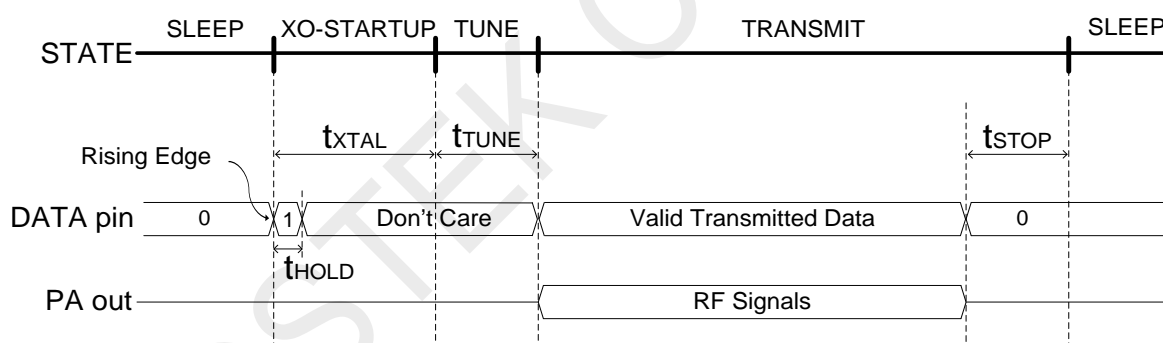 SLEEP XO-STARTUP TUNE TRANSMIT SLEEP
STATE
tXTAL tTUNE tSTOP
Rising Edge
DATA pin 0 1 Don't Care Valid Transmitted Data 0
tHOLD
PA out RF Signals